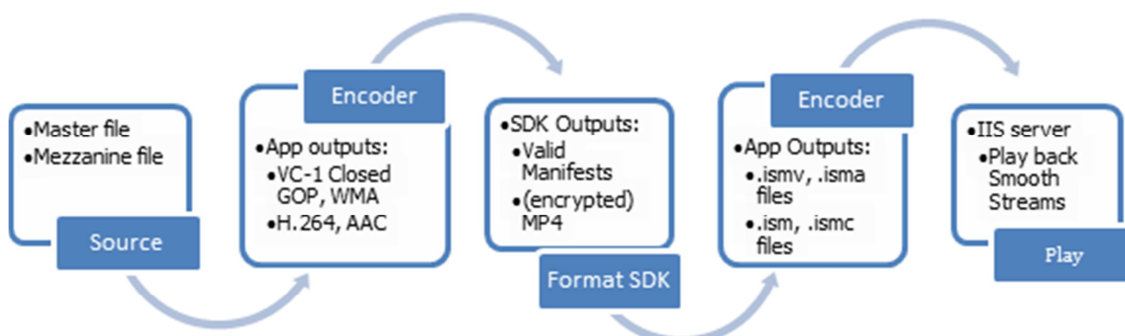 •Master file
•Mezzanine file
Source
Encoder
•App outputs:
•VC-1 Closed
GOP, WMA
•H.264, AAC
•SDK Outputs:
•Valid
Manifests
•(encrypted)
MP4
Format SDK
Encoder
•App Outputs:
•.ismv, .isma
files
•.ism, .ismc
files
•IIS server
•Play back
Smooth
Streams
Play